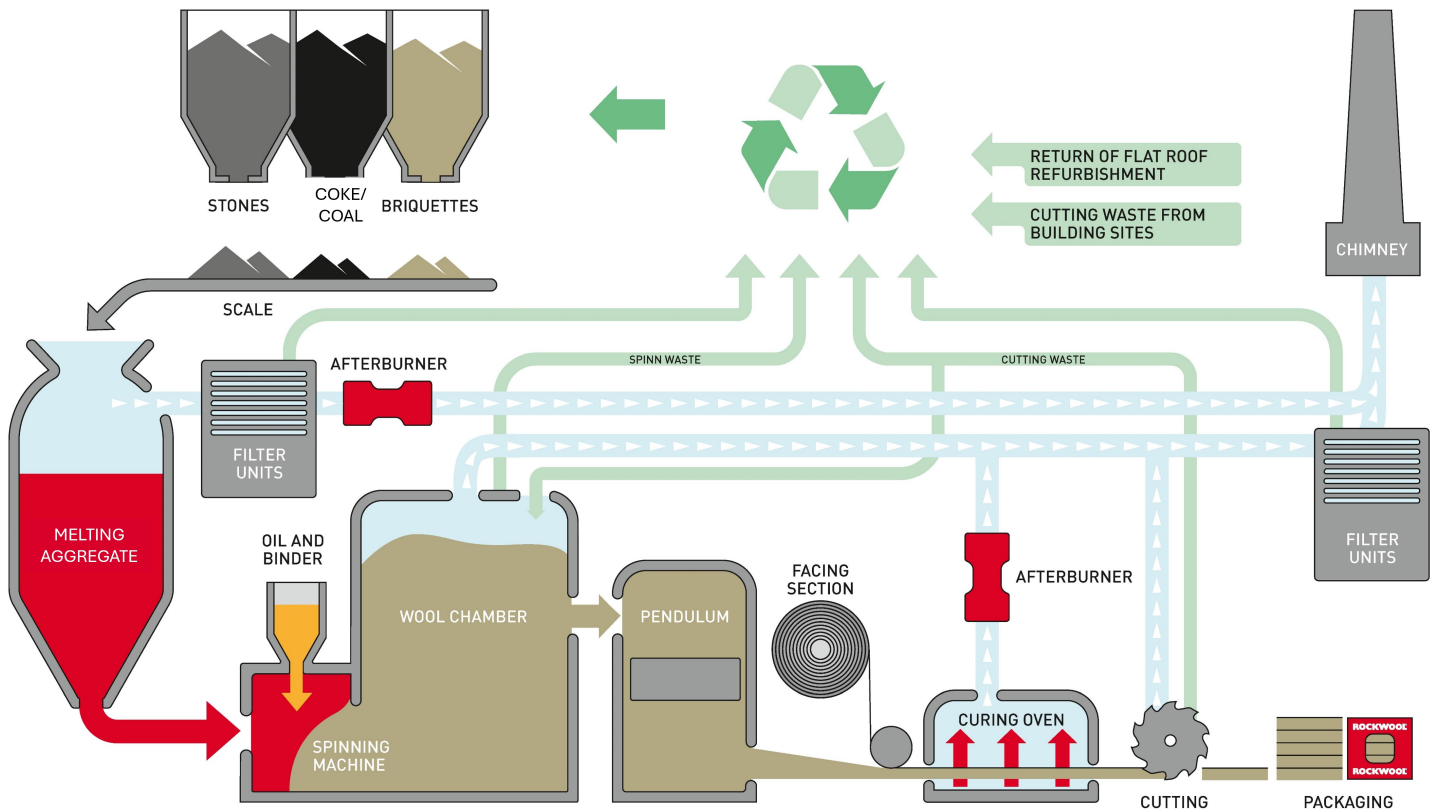 STONES
COKE/
COAL
BRIQUETTES
RETURN OF FLAT ROOF
REFURBISHMENT
CUTTING WASTE FROM
BUILDING SITES
CHIMNEY
SCALE
AFTERBURNER
SPINN WASTE
CUTTING WASTE
FILTER
UNITS
MELTING
AGGREGATE
OIL AND
BINDER
FILTER
UNITS
FACING
SECTION
AFTERBURNER
WOOL CHAMBER
PENDULUM
CURING OVEN
SPINNING
MACHINE
ROCKWOOL
ROCKWOOL
CUTTING
PACKAGING